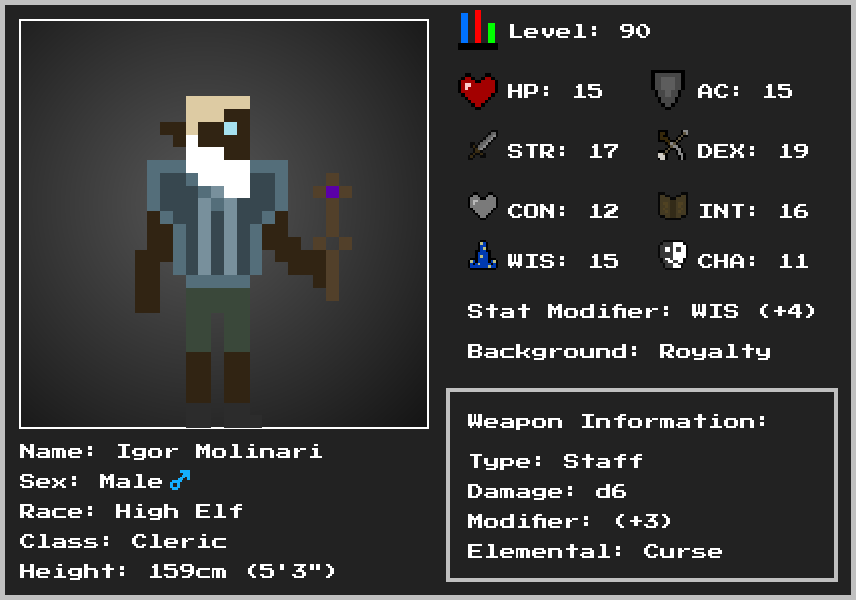 Level: 90
HP: 15
AC: 15
STR: 17
DEX: 19
CON: 12
INT: 16
WIS: 15
CHA: 11
Stat Modifier: WIS (+4)
Background: Royalty
Weapon Information:
Type: Staff
Damage: d6
Modifier: (+3)
Elemental: Curse
Name: Igor Molinari
Sex: Male♂
Race: High Elf
Class: Cleric
Height: 159cm (5'3")